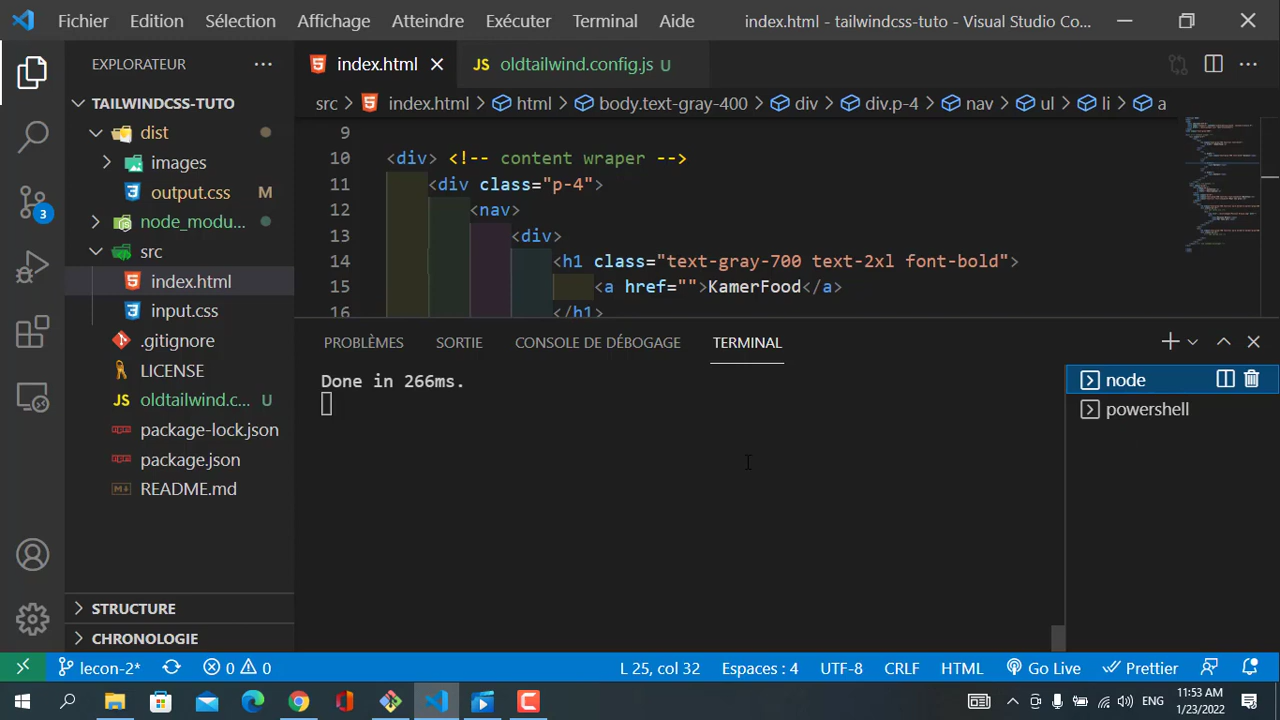 Fichier Edition Sélection Affichage Atteindre Exécuter Terminal Aide index.html - tailwindcss-tuto - Visual Studio Co...
EXPLORATEUR
TAILWINDCSS-TUTO
dist
images
output.css M
node_modu...
src
index.html
input.css
.gitignore
LICENSE
JS oldtailwind.c... U
package-lock.json
package.json
README.md
STRUCTURE
CHRONOLOGIE
3
index.html JS oldtailwind.config.js U
src index.html html body.text-gray-400 div div.p-4 nav ul li a
9
10 <div> <!-- content wraper -->
11 <div class="p-4">
12 <nav>
13 <div>
14 <h1 class="text-gray-700 text-2xl font-bold">
15 <a href="">KamerFood</a>
16 </h1>
PROBLÈMES SORTIE CONSOLE DE DÉBOGAGE TERMINAL
Done in 266ms.
node
powershell
lecon-2* 0 0 L 25, col 32 Espaces : 4 UTF-8 CRLF HTML Go Live Prettier
ENG
11:53 AM
1/23/2022